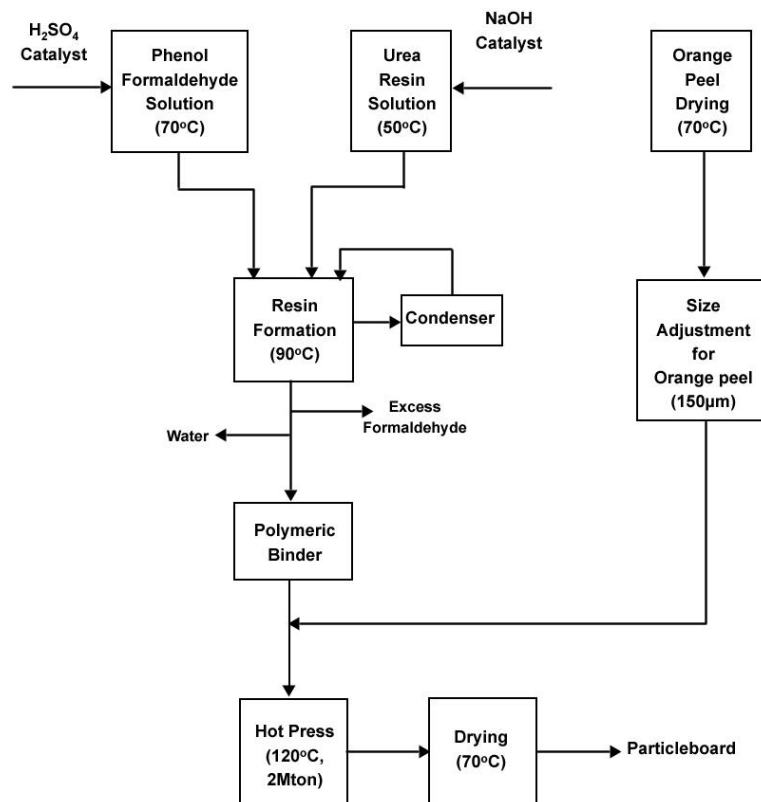 H₂SO₄
Catalyst
Phenol
Formaldehyde
Solution
(70ºC)
Urea
Resin
Solution
(50ºC)
NaOH
Catalyst
Orange
Peel
Drying
(70ºC)
Resin
Formation
(90ºC)
Condenser
Size
Adjustment
for
Orange peel
(150µm)
Excess
Formaldehyde
Water
Polymeric
Binder
Hot Press
(120ºC,
2Mton)
Drying
(70ºC)
Particleboard